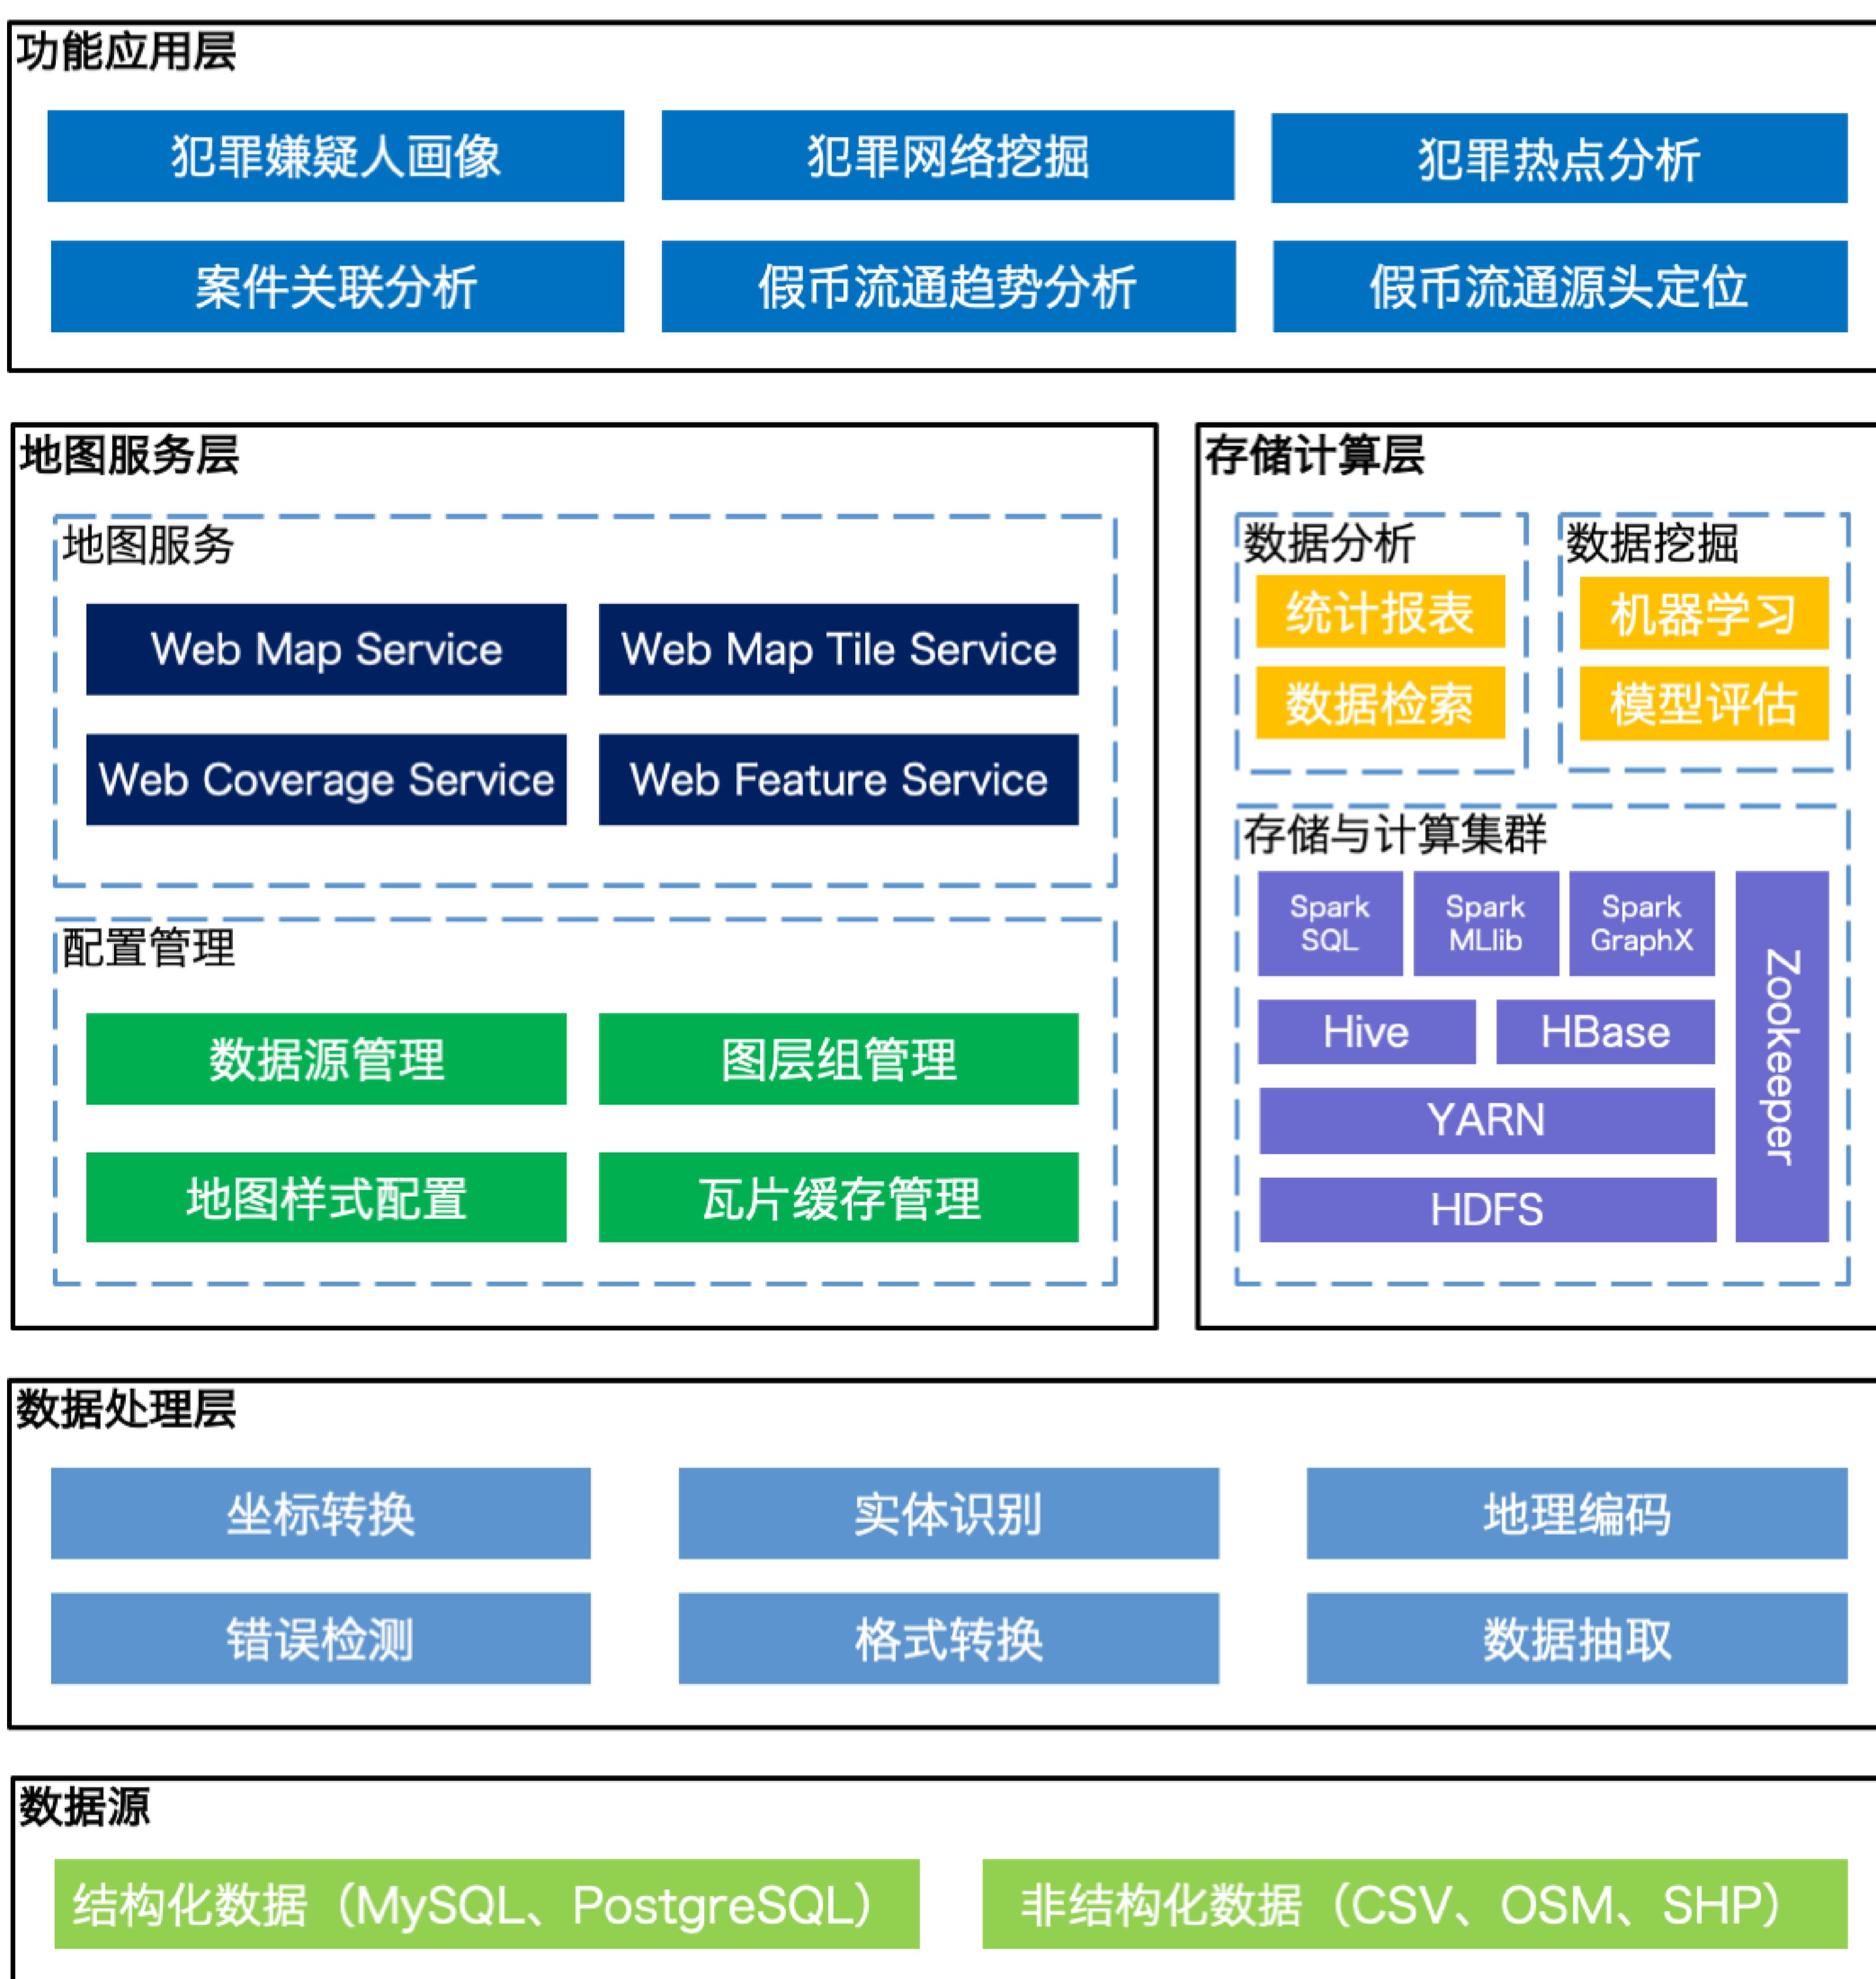 功能应用层
犯罪嫌疑人画像
犯罪网络挖掘
犯罪热点分析
案件关联分析
假币流通趋势分析
假币流通源头定位
地图服务层
地图服务
Web Map Service
Web Map Tile Service
Web Coverage Service
Web Feature Service
配置管理
数据源管理
图层组管理
地图样式配置
瓦片缓存管理
存储计算层
数据分析
统计报表
数据检索
数据挖掘
机器学习
模型评估
存储与计算集群
Spark
SQL
Spark
MLlib
Spark
GraphX
Hive
HBase
YARN
HDFS
Zookeeper
数据处理层
坐标转换
实体识别
地理编码
错误检测
格式转换
数据抽取
数据源
结构化数据（MySQL、PostgreSQL）
非结构化数据（CSV、OSM、SHP）